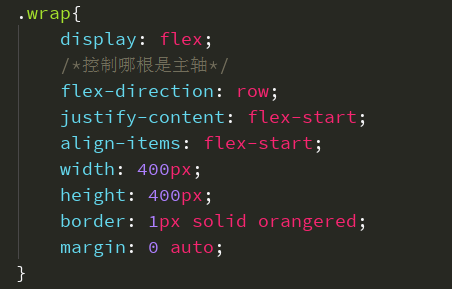 .wrap{
display: flex;
/*控制哪根是主轴*/
flex-direction: row;
justify-content: flex-start;
align-items: flex-start;
width: 400px;
height: 400px;
border: 1px solid orangered;
margin: 0 auto;
}